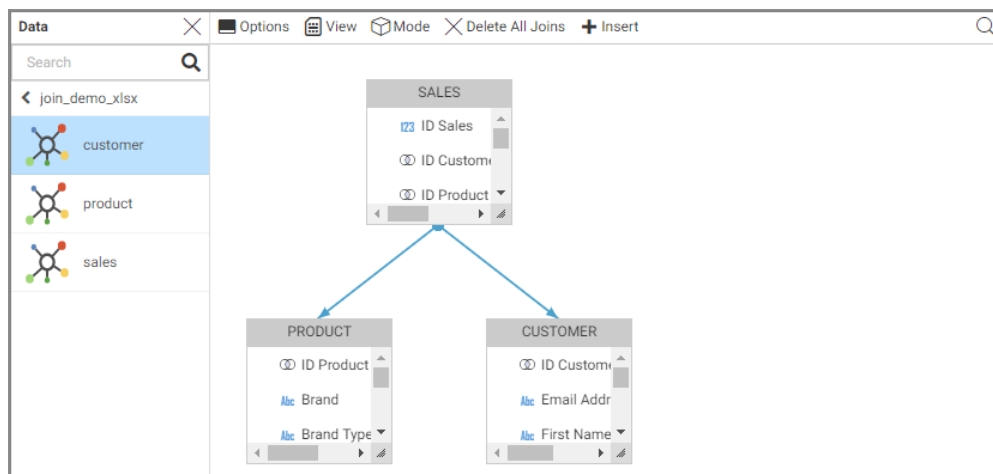 Data
Options View Mode Delete All Joins Insert
Search
join_demo_xlsx
customer
product
sales
SALES
123 ID Sales
ID Custome
ID Product
PRODUCT
ID Product
Abc Brand
Abc Brand Type
CUSTOMER
ID Custome
Abc Email Addr
Abc First Name